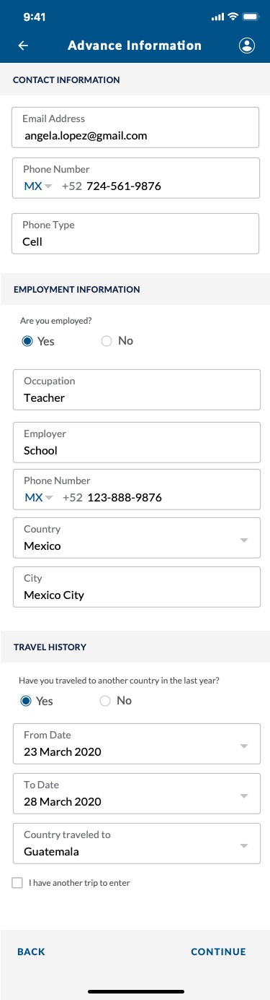 9:41
Advance Information
CONTACT INFORMATION
Email Address
angela.lopez@gmail.com
Phone Number
MX +52 724-561-9876
Phone Type
Cell
EMPLOYMENT INFORMATION
Are you employed?
Yes No
Occupation
Teacher
Employer
School
Phone Number
MX +52 123-888-9876
Country
Mexico
City
Mexico City
TRAVEL HISTORY
Have you traveled to another country in the last year?
Yes No
From Date
23 March 2020
To Date
28 March 2020
Country traveled to
Guatemala
I have another trip to enter
BACK CONTINUE